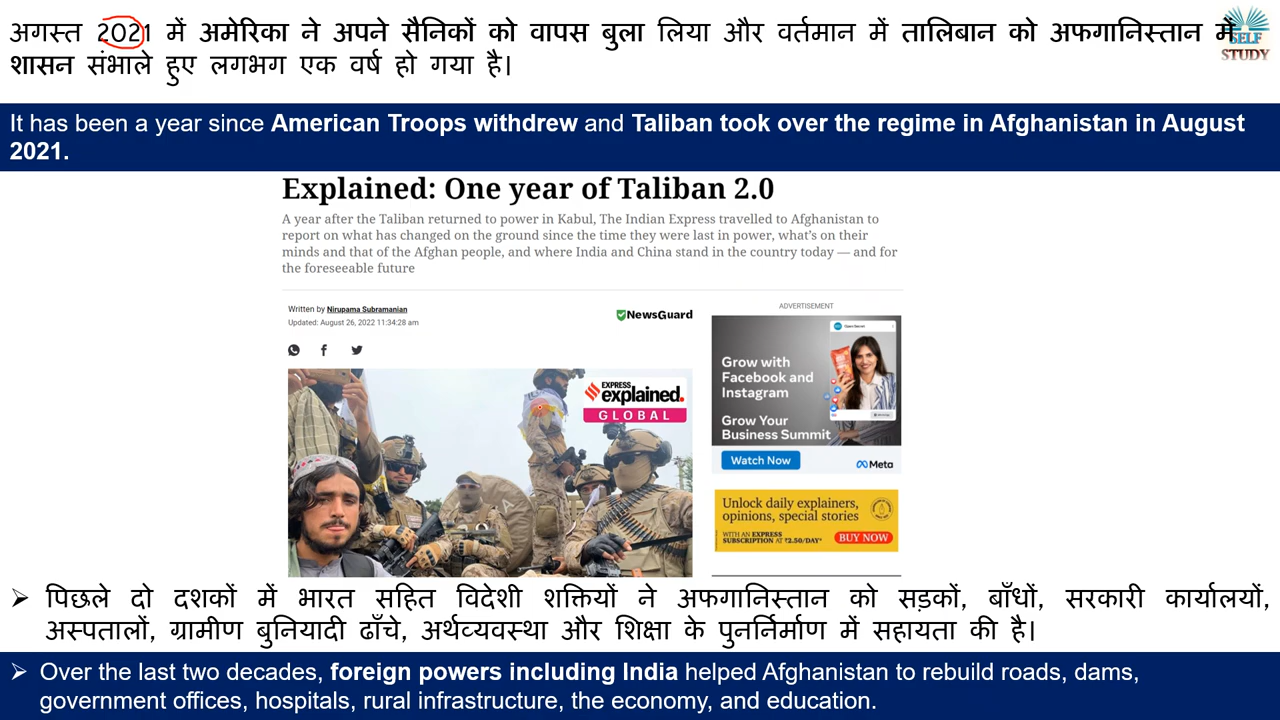 अगस्त 2021 में अमेरिका ने अपने सैनिकों को वापस बुला लिया और वर्तमान में तालिबान को अफगानिस्तान में
शासन संभाले हुए लगभग एक वर्ष हो गया है।
SELF
STUDY
It has been a year since American Troops withdrew and Taliban took over the regime in Afghanistan in August
2021.
Explained: One year of Taliban 2.0
A year after the Taliban returned to power in Kabul, The Indian Express travelled to Afghanistan to
report on what has changed on the ground since the time they were last in power, what's on their
minds and that of the Afghan people, and where India and China stand in the country today — and for
the foreseeable future
Written by Nirupama Subramanian
Updated: August 26, 2022 11:34:28 am
NewsGuard
ADVERTISEMENT
EXPRESS
explained.
GLOBAL
Grow with
Facebook and
Instagram
Grow Your
Business Summit
Watch Now
Meta
Unlock daily explainers,
opinions, special stories
WITH AN EXPRESS
SUBSCRIPTION AT ₹2.50/DAY*
BUY NOW
➢ पिछले दो दशकों में भारत सहित विदेशी शक्तियों ने अफगानिस्तान को सड़कों, बाँधों, सरकारी कार्यालयों,
अस्पतालों, ग्रामीण बुनियादी ढाँचे, अर्थव्यवस्था और शिक्षा के पुनर्निर्माण में सहायता की है।
➢ Over the last two decades, foreign powers including India helped Afghanistan to rebuild roads, dams,
government offices, hospitals, rural infrastructure, the economy, and education.